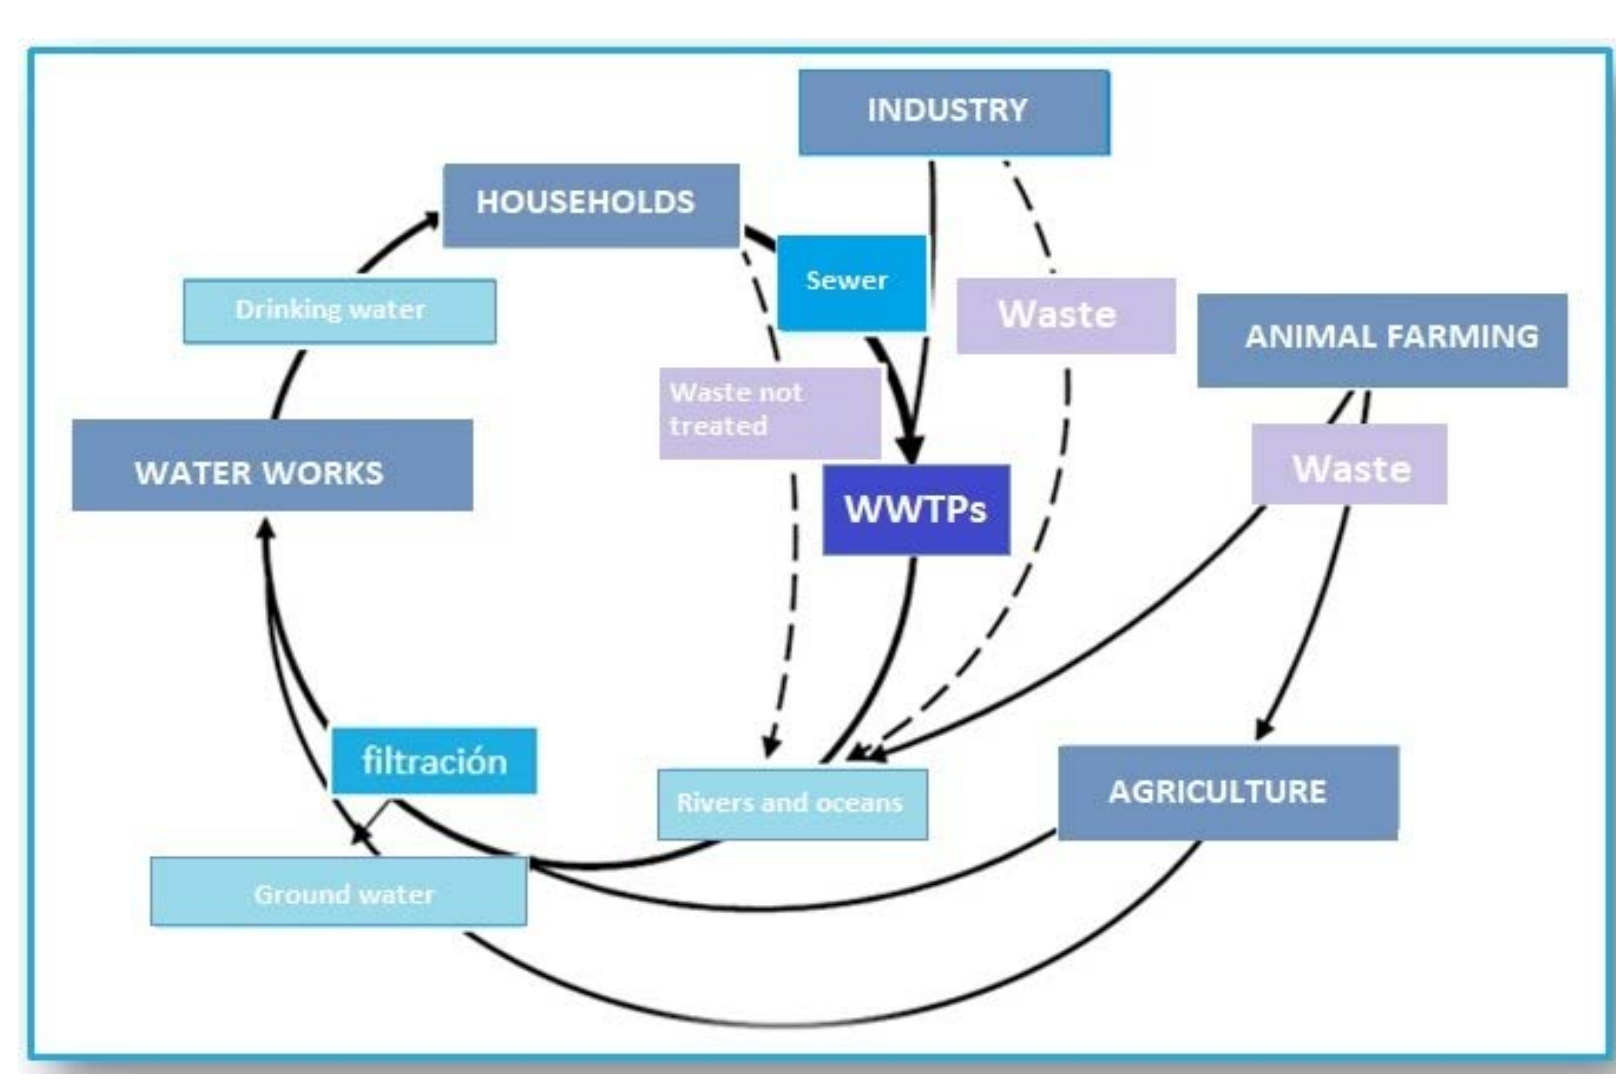 INDUSTRY
HOUSEHOLDS
Sewer
Drinking water
Waste
ANIMAL FARMING
Waste not
treated
WATER WORKS
Waste
WWTPs
filtración
Rivers and oceans
AGRICULTURE
Ground water